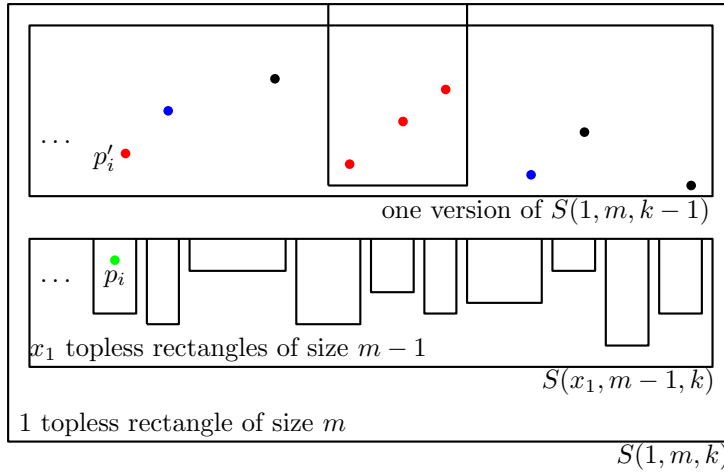 ...
p′_i
one version of S(1, m, k − 1)
...
p_i
x_1 topless rectangles of size m − 1
S(x_1, m − 1, k)
1 topless rectangle of size m
S(1, m, k)